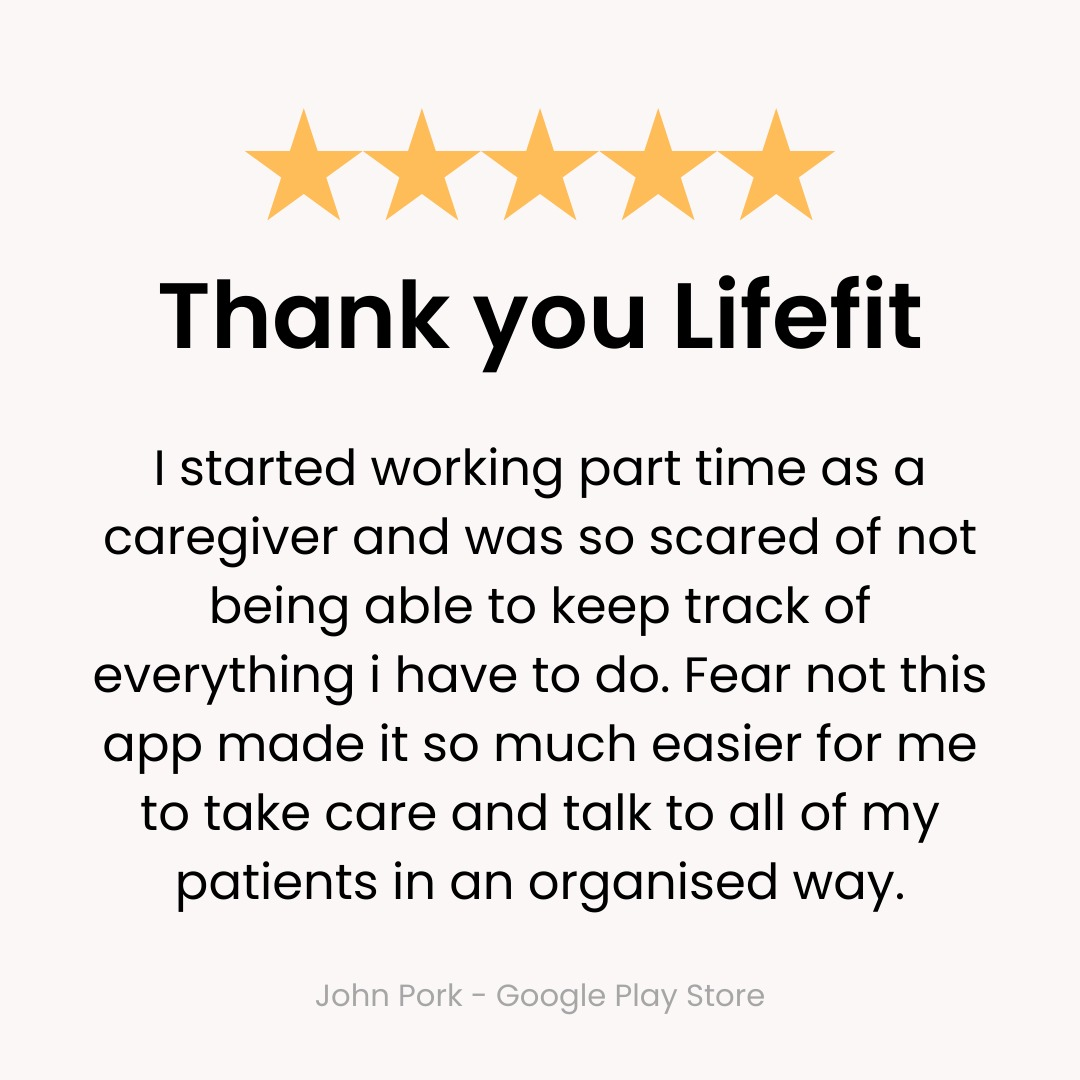 Thank you Lifefit
I started working part time as a
caregiver and was so scared of not
being able to keep track of
everything i have to do. Fear not this
app made it so much easier for me
to take care and talk to all of my
patients in an organised way.
John Pork - Google Play Store